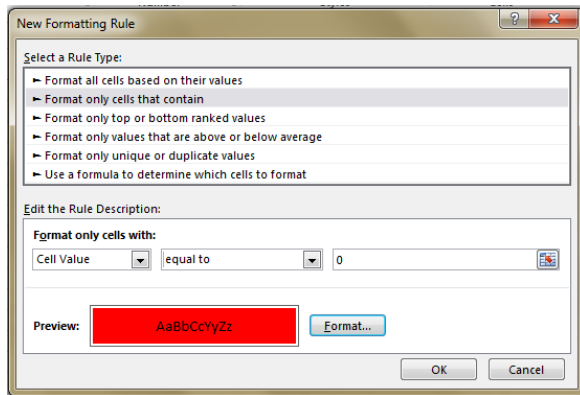 New Formatting Rule
Select a Rule Type:
► Format all cells based on their values
► Format only cells that contain
► Format only top or bottom ranked values
► Format only values that are above or below average
► Format only unique or duplicate values
► Use a formula to determine which cells to format
Edit the Rule Description:
Format only cells with:
Cell Value equal to 0
Preview: AaBbCcYyZz Format...
OK Cancel